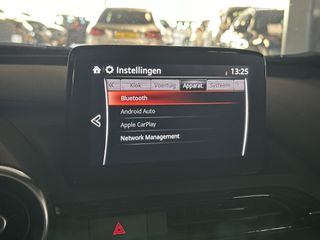 Instellingen 13:25
Klok Voertuig Apparat. Systeem
Bluetooth
Android Auto
Apple CarPlay
Network Management